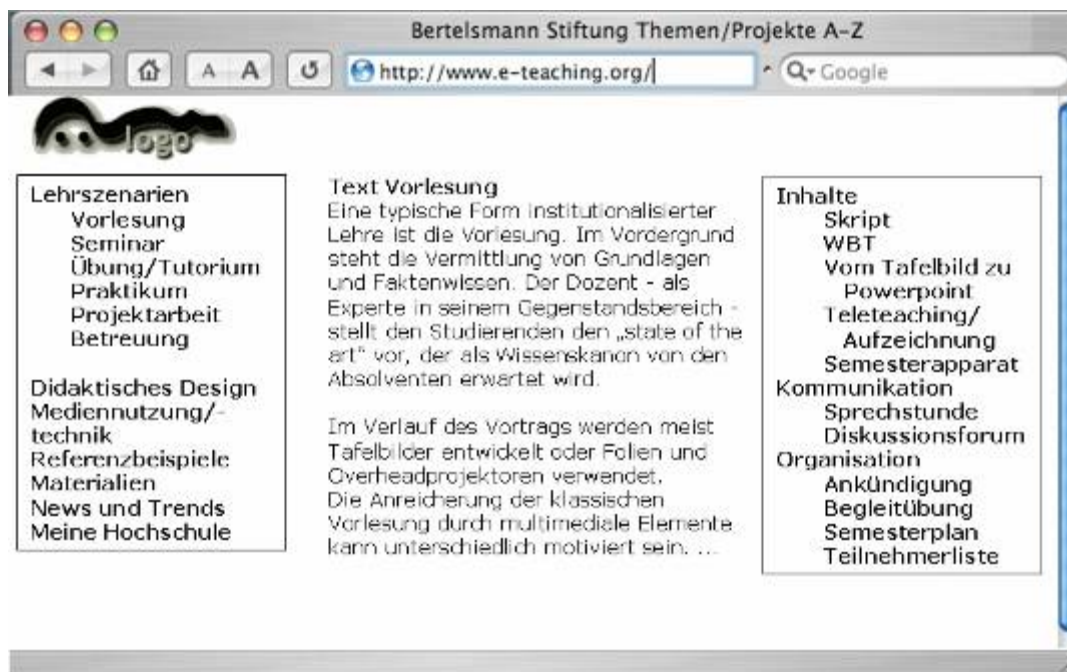 Bertelsmann Stiftung Themen/Projekte A-Z
A A http://www.e-teaching.org/ Google
logo
Lehrszenarien
Vorlesung
Seminar
Übung/Tutorium
Praktikum
Projektarbeit
Betreuung
Didaktisches Design
Mediennutzung/-
technik
Referenzbeispiele
Materialien
News und Trends
Meine Hochschule
Text Vorlesung
Eine typische Form institutionalisierter
Lehre ist die Vorlesung. Im Vordergrund
steht die Vermittlung von Grundlagen
und Faktenwissen. Der Dozent - als
Experte in seinem Gegenstandsbereich -
stellt den Studierenden den „state of the
art“ vor, der als Wissenskanon von den
Absolventen erwartet wird.
Im Verlauf des Vortrags werden meist
Tafelbilder entwickelt oder Folien und
Overheadprojektoren verwendet.
Die Anreicherung der klassischen
Vorlesung durch multimediale Elemente
kann unterschiedlich motiviert sein. ...
Inhalte
Skript
WBT
Vom Tafelbild zu
Powerpoint
Teleteaching/
Aufzeichnung
Semesterapparat
Kommunikation
Sprechstunde
Diskussionsforum
Organisation
Ankündigung
Begleitübung
Semesterplan
Teilnehmerliste